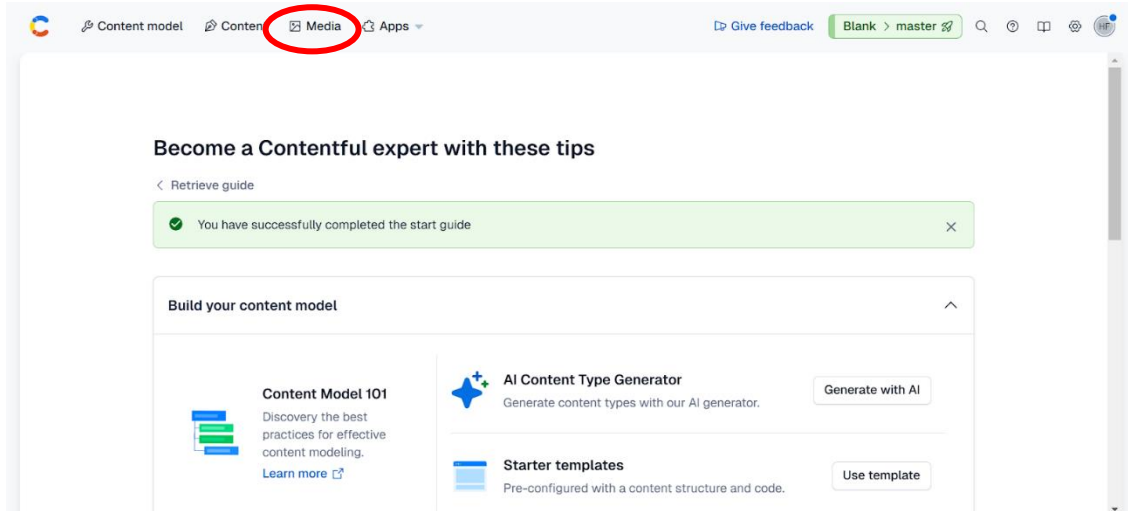 Content model Conten Media Apps Give feedback Blank > master HF
Become a Contentful expert with these tips
< Retrieve guide
You have successfully completed the start guide
Build your content model
Content Model 101
Discovery the best
practices for effective
content modeling.
Learn more
AI Content Type Generator
Generate content types with our AI generator.
Generate with AI
Starter templates
Pre-configured with a content structure and code.
Use template